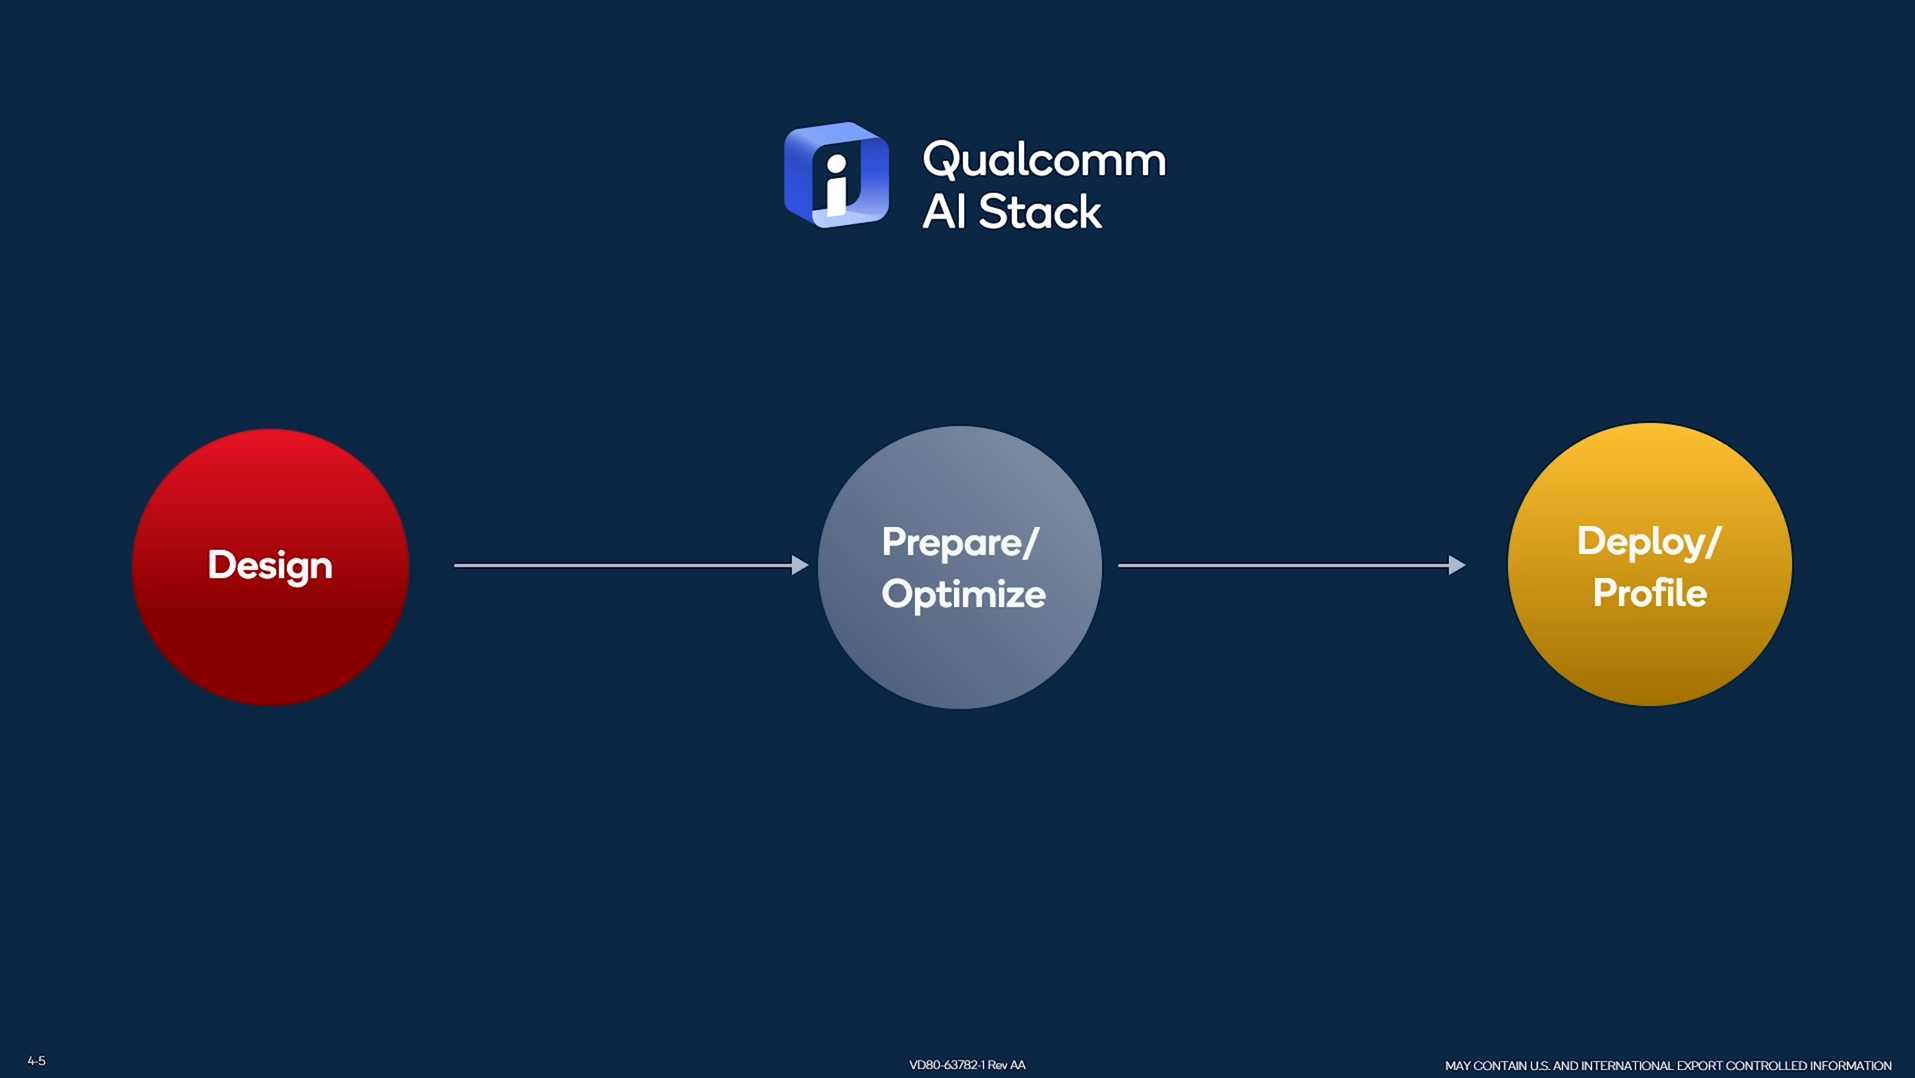 Qualcomm
AI Stack
Design
Prepare/
Optimize
Deploy/
Profile
4-5
VD80-63782-1 Rev AA
MAY CONTAIN U.S. AND INTERNATIONAL EXPORT CONTROLLED INFORMATION